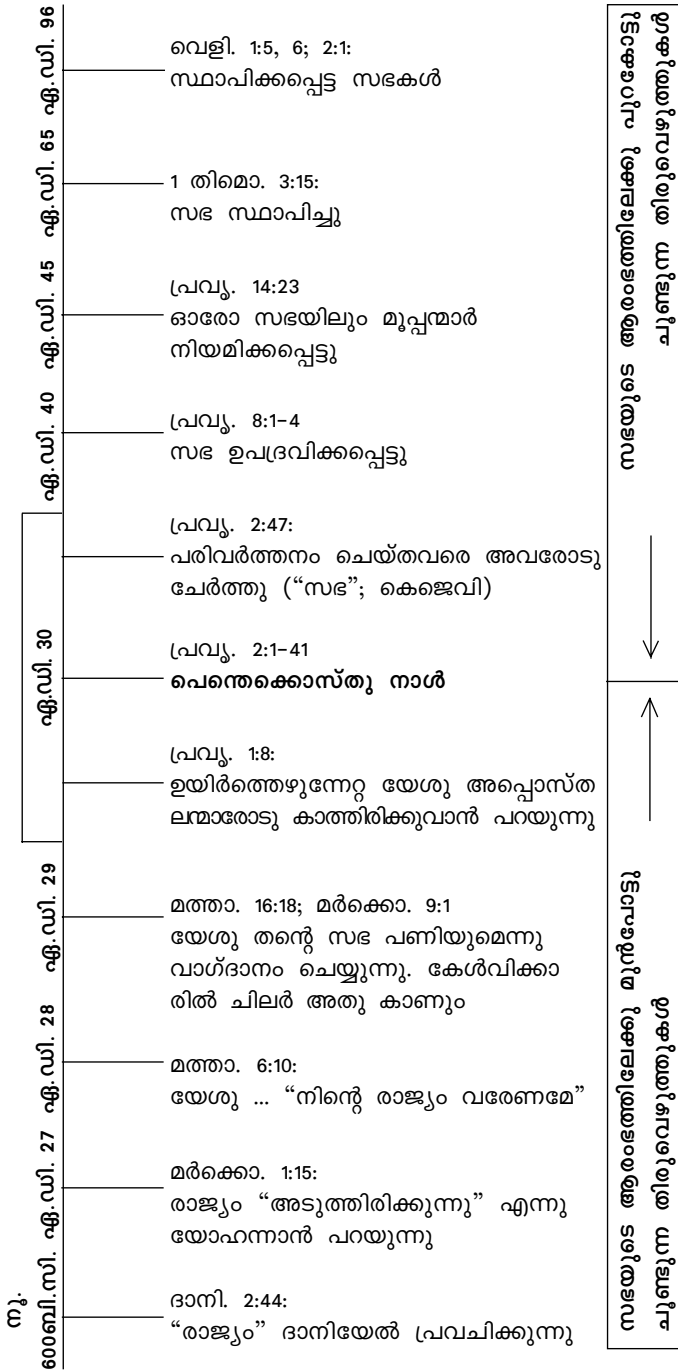 ഏ.ഡി. 96
വെളി. 1:5, 6; 2:1:
സ്ഥാപിക്കപ്പെട്ട സഭകൾ
ഏ.ഡി. 65
1 തിമൊ. 3:15:
സഭ സ്ഥാപിച്ചു
ഏ.ഡി. 45
പ്രവൃ. 14:23
ഓരോ സഭയിലും മൂപ്പന്മാർ
നിയമിക്കപ്പെട്ടു
ഏ.ഡി. 40
പ്രവൃ. 8:1–4
സഭ ഉപദ്രവിക്കപ്പെട്ടു
ഏ.ഡി. 30
പ്രവൃ. 2:47:
പരിവർത്തനം ചെയ്തവരെ അവരോടു
ചേർത്തു (“സഭ”; കെജെവി)
പ്രവൃ. 2:1–41
പെന്തെക്കൊസ്തു നാൾ
പ്രവൃ. 1:8:
ഉയിർത്തെഴുന്നേറ്റ യേശു അപ്പൊസ്ത
ലന്മാരോടു കാത്തിരിക്കുവാൻ പറയുന്നു
ഏ.ഡി. 29
മത്താ. 16:18; മർക്കൊ. 9:1
യേശു തന്റെ സഭ പണിയുമെന്നു
വാഗ്ദാനം ചെയ്യുന്നു. കേൾവിക്കാ
രിൽ ചിലർ അതു കാണും
ഏ.ഡി. 28
മത്താ. 6:10:
യേശു ... “നിന്റെ രാജ്യം വരേണമേ”
ഏ.ഡി. 27
മർക്കൊ. 1:15:
രാജ്യം “അടുത്തിരിക്കുന്നു” എന്നു
യോഹന്നാൻ പറയുന്നു
600ബി.സി.
നൂ.
ദാനി. 2:44:
“രാജ്യം” ദാനിയേൽ പ്രവചിക്കുന്നു
സഭയുടെ ആരംഭത്തിലേക്കു പുറകോട്ടു
ചൂണ്ടുന്ന തിരുവെഴുത്തുകൾ
സഭയുടെ ആരംഭത്തിലേക്കു മുൻപോട്ടു
ചൂണ്ടുന്ന തിരുവെഴുത്തുകൾ